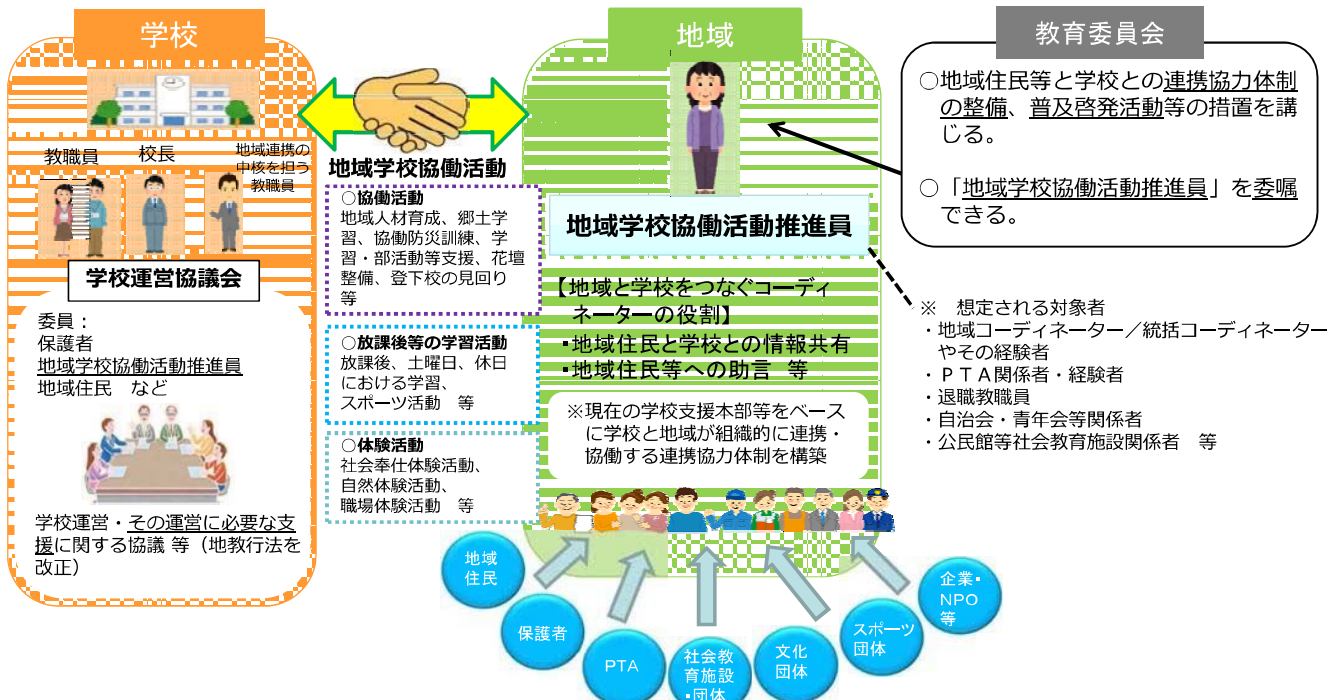 学校
教職員
校長
地域連携の
中核を担う
教職員
学校運営協議会
委員：
保護者
地域学校協働活動推進員
地域住民　など
学校運営・その運営に必要な支
援に関する協議 等（地教行法を
改正）
地域学校協働活動
○協働活動
地域人材育成、郷土学
習、協働防災訓練、学
習・部活動等支援、花壇
整備、登下校の見回り
等
○放課後等の学習活動
放課後、土曜日、休日
における学習、
スポーツ活動　等
○体験活動
社会奉仕体験活動、
自然体験活動、
職場体験活動　等
地域
地域学校協働活動推進員
【地域と学校をつなぐコーディ
ネーターの役割】
・地域住民と学校との情報共有
・地域住民等への助言　等
※現在の学校支援本部等をベース
に学校と地域が組織的に連携・
協働する連携協力体制を構築
地域
住民
保護者
PTA
社会教
育施設
・団体
文化
団体
スポーツ
団体
企業・
NPO
等
教育委員会
○地域住民等と学校との連携協力体制
の整備、普及啓発活動等の措置を講
じる。
○「地域学校協働活動推進員」を委嘱
できる。
※　想定される対象者
・地域コーディネーター／統括コーディネーター
やその経験者
・ＰＴＡ関係者・経験者
・退職教職員
・自治会・青年会等関係者
・公民館等社会教育施設関係者　等